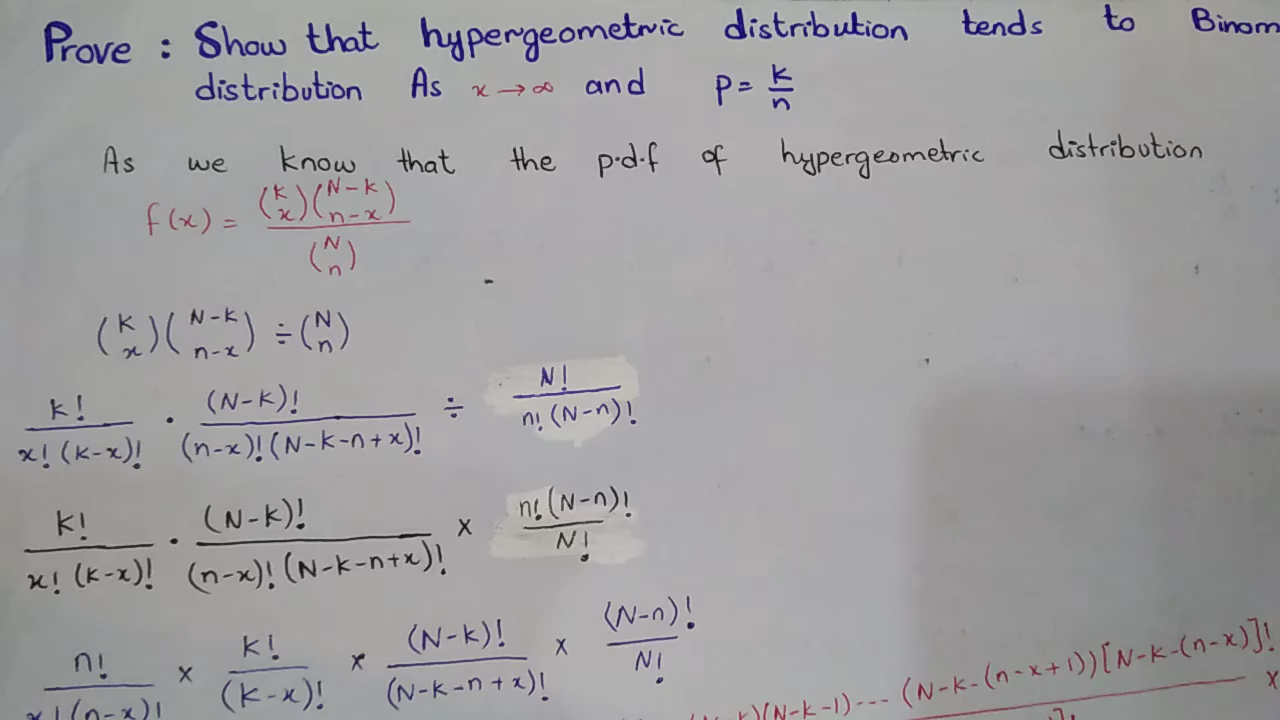 Prove : Show that hypergeometric distribution tends to Binom
distribution As x → ∞ and P = k/n
As we know that the p.d.f of hypergeometric distribution
f(x) = (k x)(N-k n-x) / (N n)
(k x)(N-k n-x) ÷ (N n)
k! / x!(k-x)! · (N-k)! / (n-x)!(N-k-n+x)! ÷ N! / n!(N-n)!
k! / x!(k-x)! · (N-k)! / (n-x)!(N-k-n+x)! × n!(N-n)! / N!
n! / x!(n-x)! × k! / (k-x)! × (N-k)! / (N-k-n+x)! × (N-n)! / N!
(N-k-1)---- (N-k-(n-x+1))[N-k-(n-x)]! ×